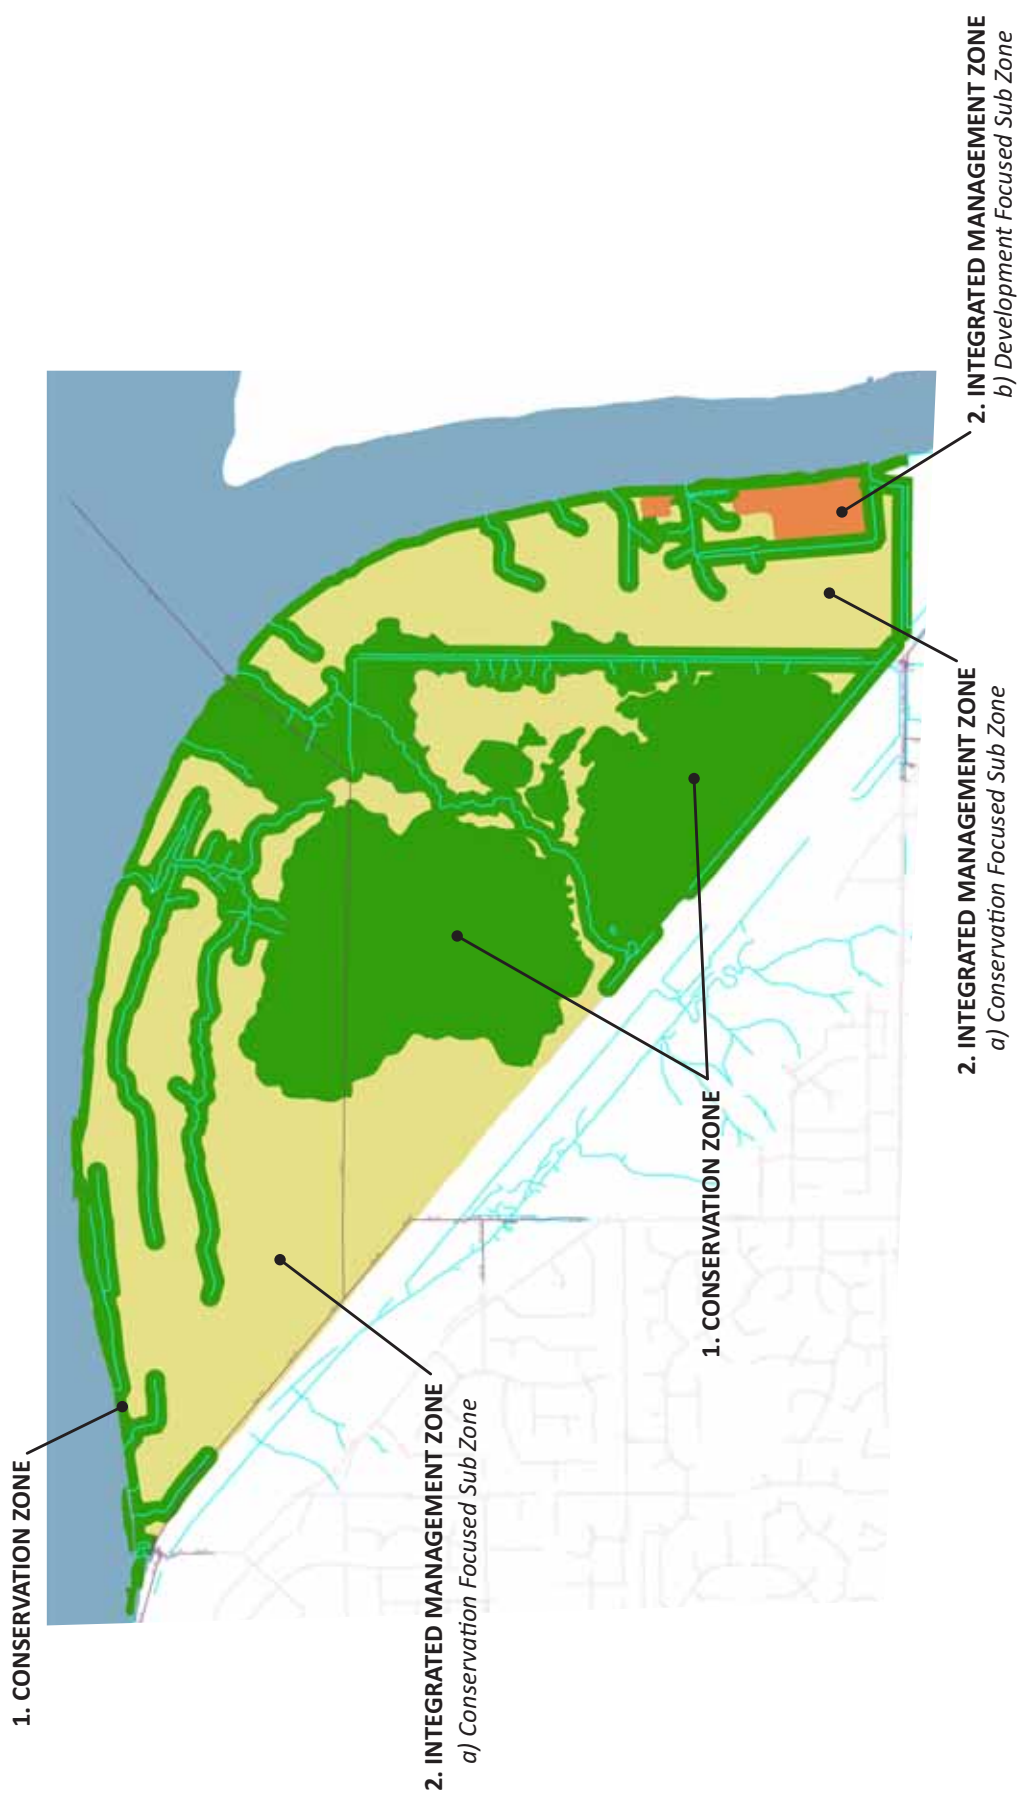 1. CONSERVATION ZONE
2. INTEGRATED MANAGEMENT ZONE
a) Conservation Focused Sub Zone
1. CONSERVATION ZONE
2. INTEGRATED MANAGEMENT ZONE
a) Conservation Focused Sub Zone
2. INTEGRATED MANAGEMENT ZONE
b) Development Focused Sub Zone